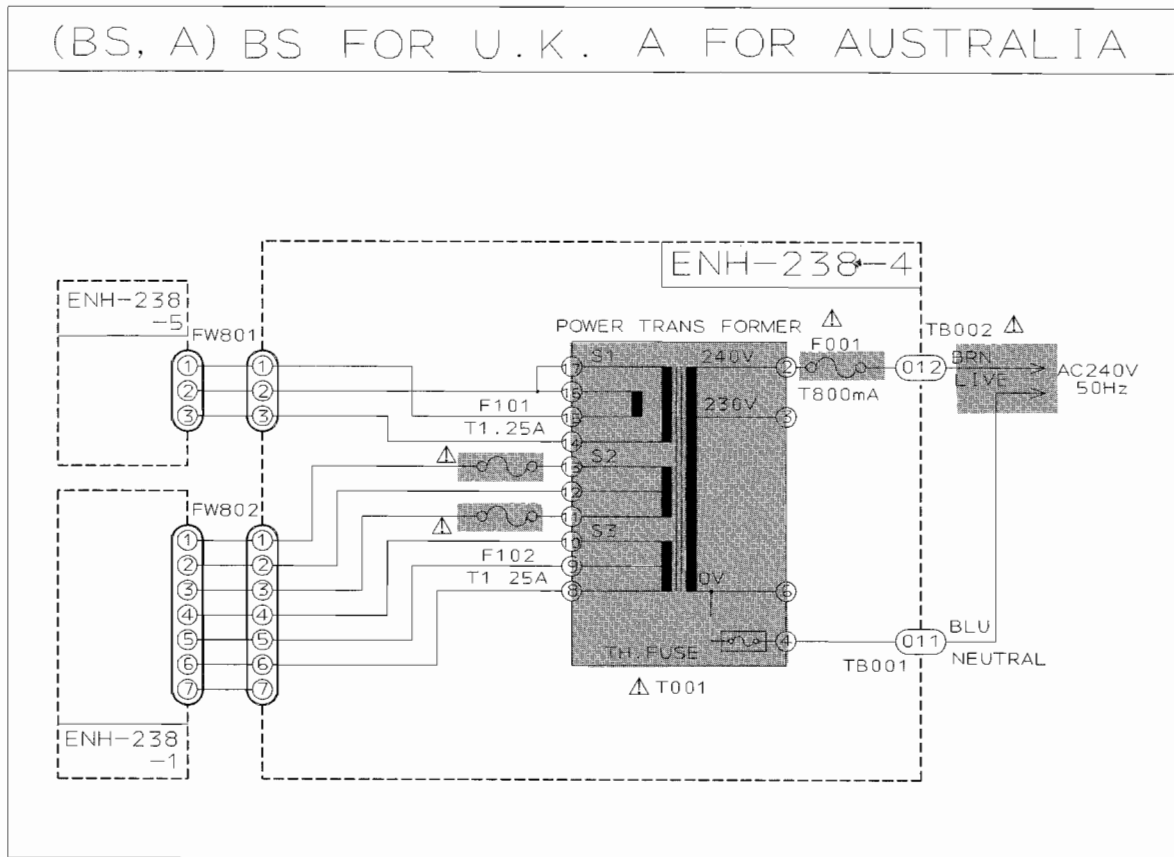 (BS, A) BS FOR U.K. A FOR AUSTRALIA
ENH-238-4
ENH-238
-5
FW801
1
2
3
1
2
3
POWER TRANS FORMER
F001
TB002
S1
240V
17
16
15
14
2
T800mA
012
BRN
LIVE
AC240V
50Hz
230V
3
F101
T1.25A
S2
13
12
11
FW802
1
2
3
4
5
6
7
1
2
3
4
5
6
7
S3
10
9
8
F102
T1 25A
0V
6
4
TH.FUSE
T001
011
TB001
BLU
NEUTRAL
ENH-238
-1